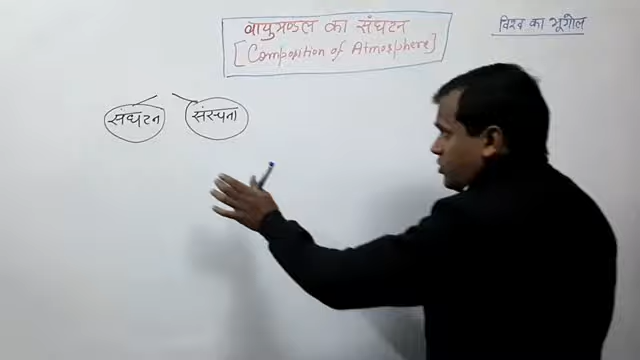 वायुमण्डल का संघटन
[Composition of Atmosphere]
विश्व का भूगोल
संघटन
संरचना